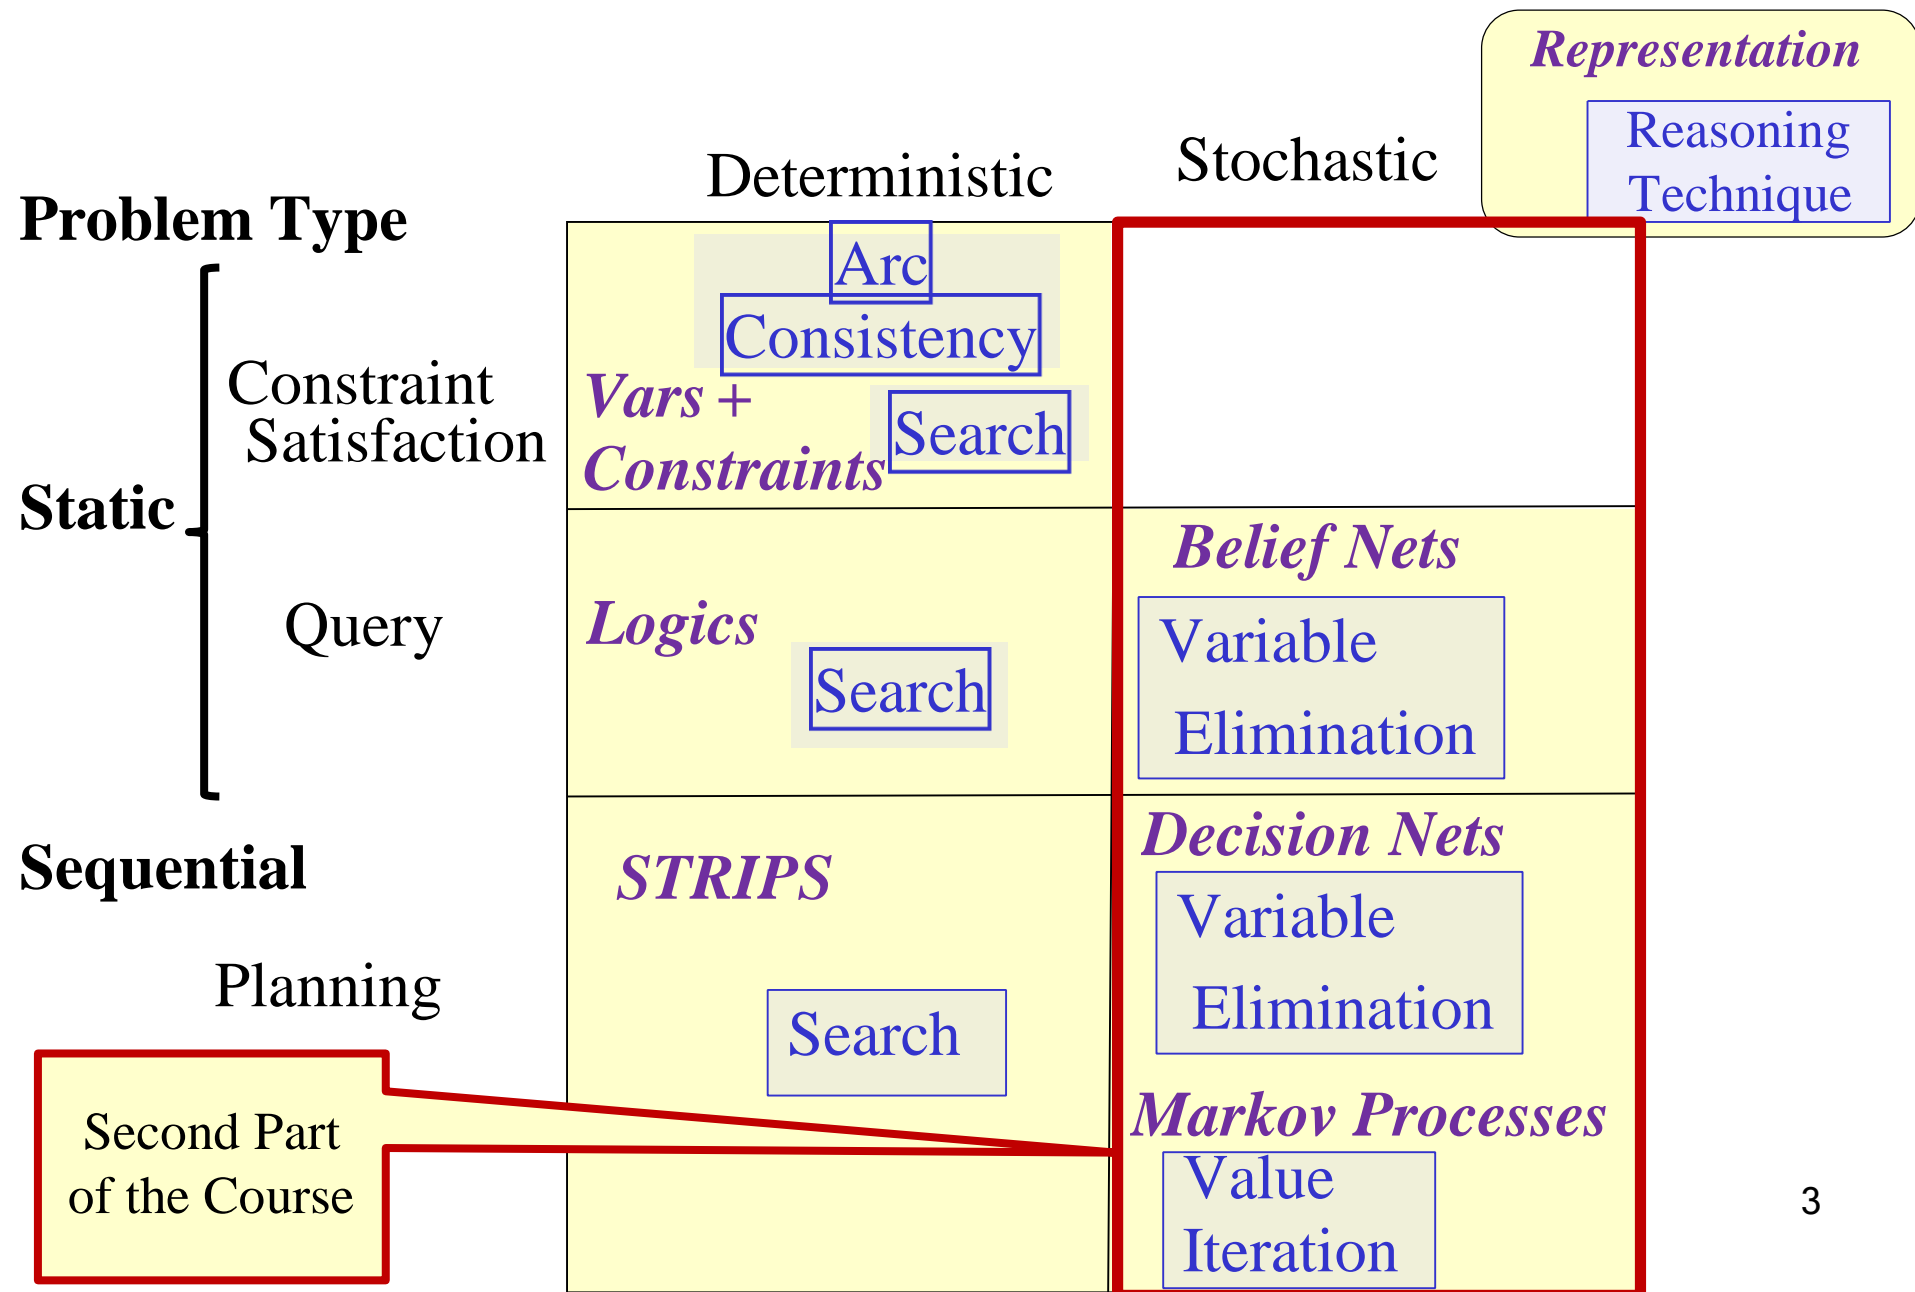 Representation
Reasoning
Technique
Deterministic
Stochastic
Problem Type
Arc
Consistency
Constraint
Satisfaction
Vars +
Constraints
Search
Static
Query
Logics
Search
Belief Nets
Variable
Elimination
Sequential
Planning
STRIPS
Search
Decision Nets
Variable
Elimination
Markov Processes
Value
Iteration
Second Part
of the Course
3